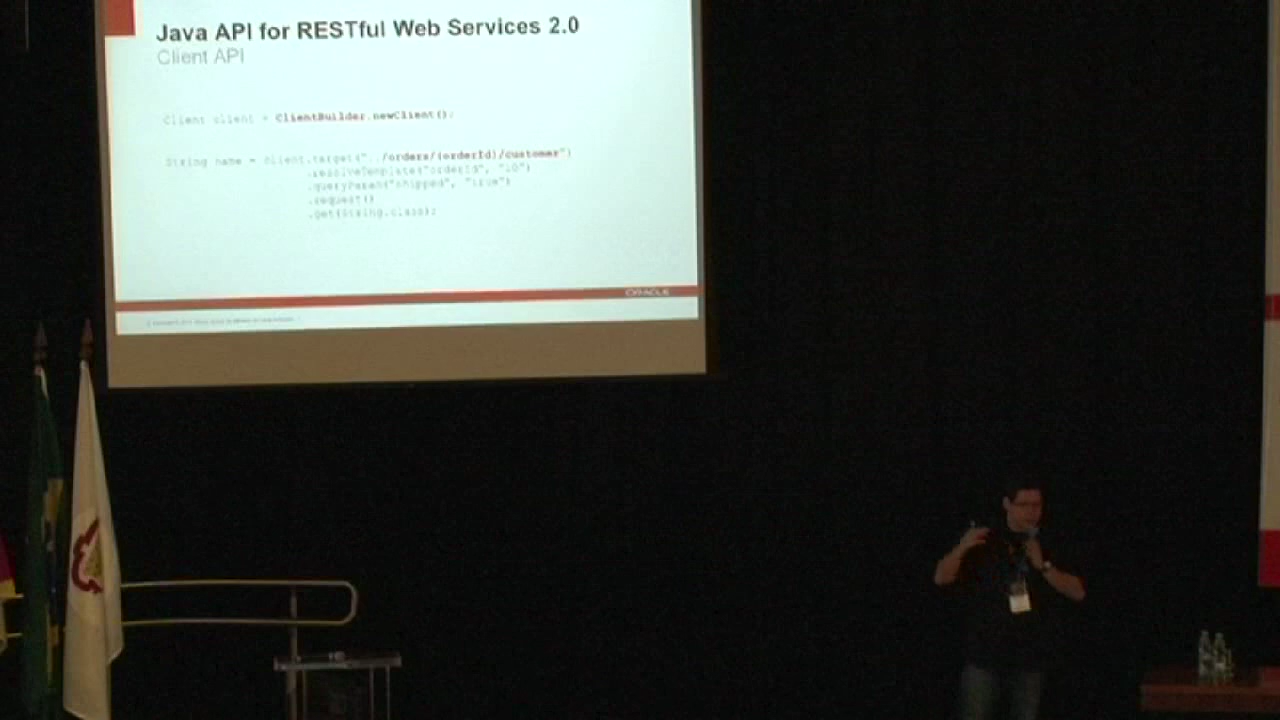 Java API for RESTful Web Services 2.0
Client API
Client client = ClientBuilder.newClient();
String name = client.target("../orders/{orderId}/customer")
.resolveTemplate("orderId", "10")
.queryParam("shipped", "true")
.request()
.get(String.class);
ORACLE